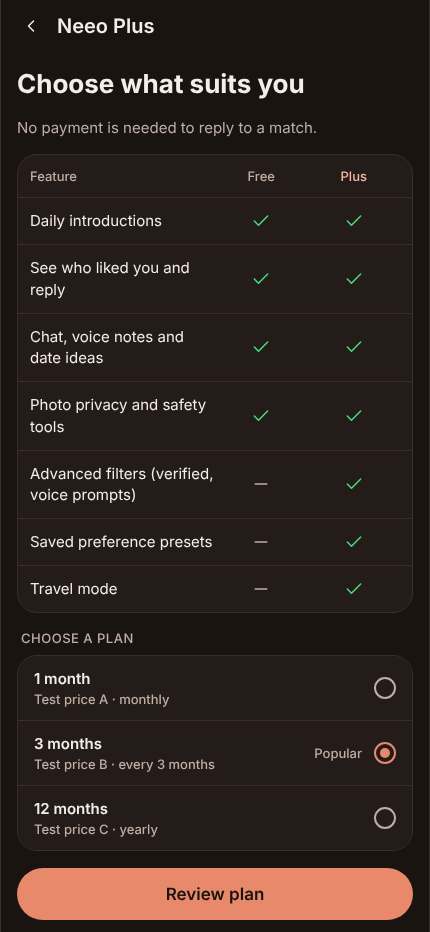 Neeo Plus
Choose what suits you
No payment is needed to reply to a match.
Feature Free Plus
Daily introductions
See who liked you and
reply
Chat, voice notes and
date ideas
Photo privacy and safety
tools
Advanced filters (verified,
voice prompts)
Saved preference presets
Travel mode
CHOOSE A PLAN
1 month
Test price A · monthly
3 months
Test price B · every 3 months
Popular
12 months
Test price C · yearly
Review plan